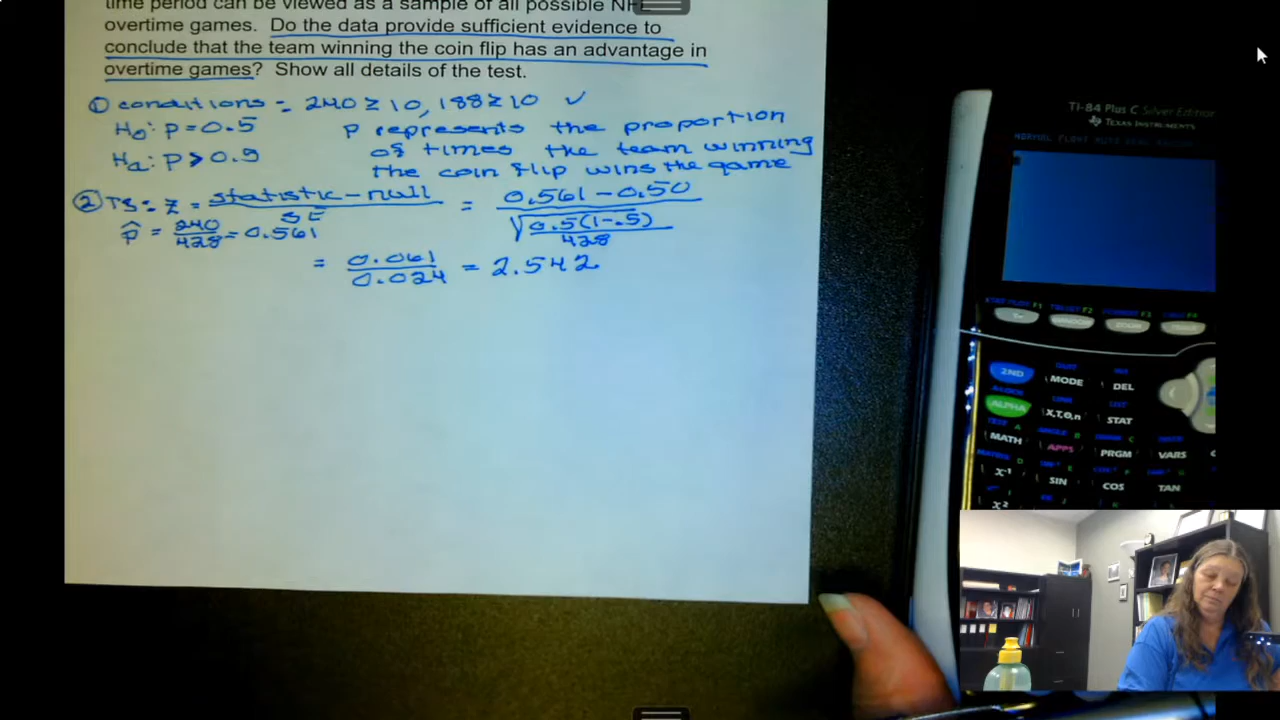 time period can be viewed as a sample of all possible NFL
overtime games. Do the data provide sufficient evidence to
conclude that the team winning the coin flip has an advantage in
overtime games? Show all details of the test.
① conditions = 240 ≥ 10, 188 ≥ 10 ✓
H₀: p = 0.5
Hₐ: p > 0.5
P represents the proportion
of times the team winning
the coin flip wins the game
② TS: z = statistic - null / SE = 0.561 - 0.50 / √(0.5(1-.5) / 428)
p̂ = 240/428 = 0.561
= 0.061 / 0.024 = 2.542
TI-84 Plus C Silver Edition
TEXAS INSTRUMENTS
2ND
MODE
DEL
ALPHA
X,T,θ,n
STAT
MATH
APPS
PRGM
VARS
x⁻¹
SIN
COS
TAN
x²